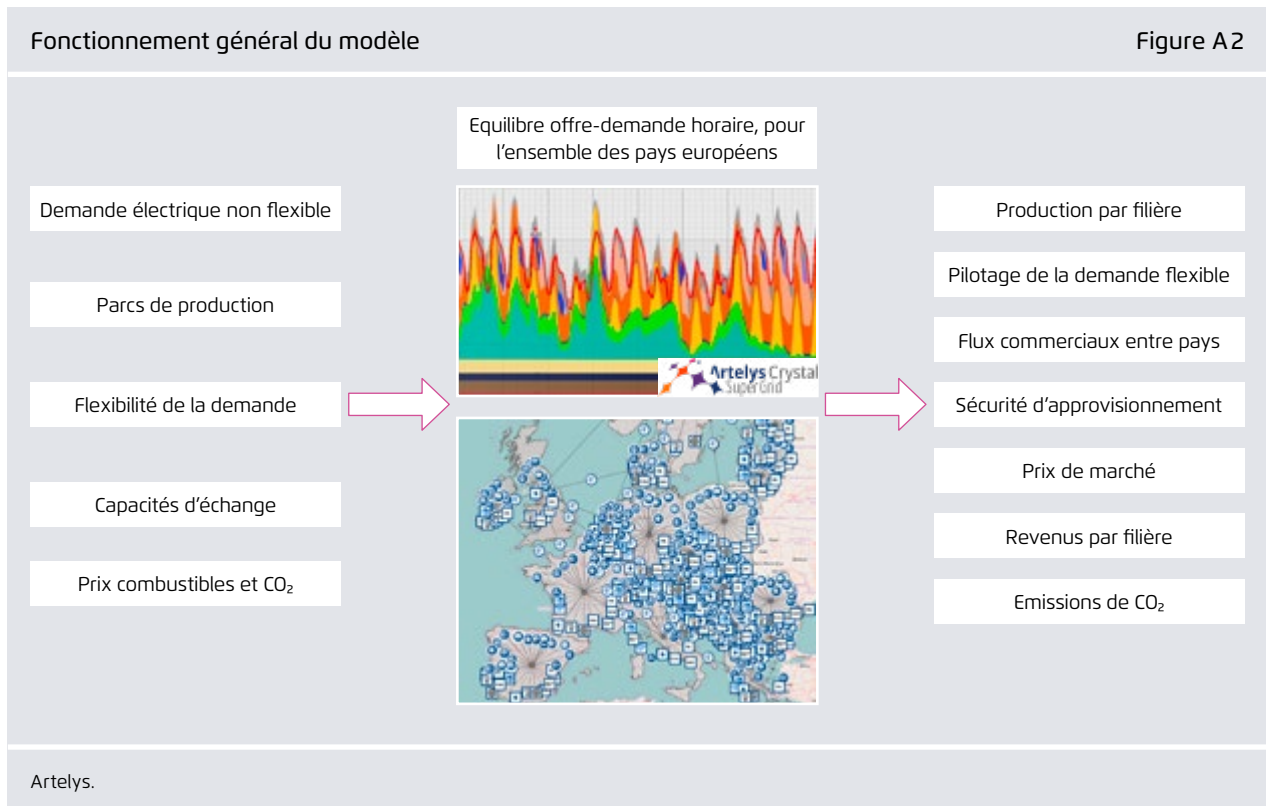 Fonctionnement général du modèle
Figure A2
Equilibre offre-demande horaire, pour
l'ensemble des pays européens
Demande électrique non flexible
Parcs de production
Flexibilité de la demande
Capacités d'échange
Prix combustibles et CO₂
Artelys Crystal
SuperGrid
Production par filière
Pilotage de la demande flexible
Flux commerciaux entre pays
Sécurité d'approvisionnement
Prix de marché
Revenus par filière
Emissions de CO₂
Artelys.